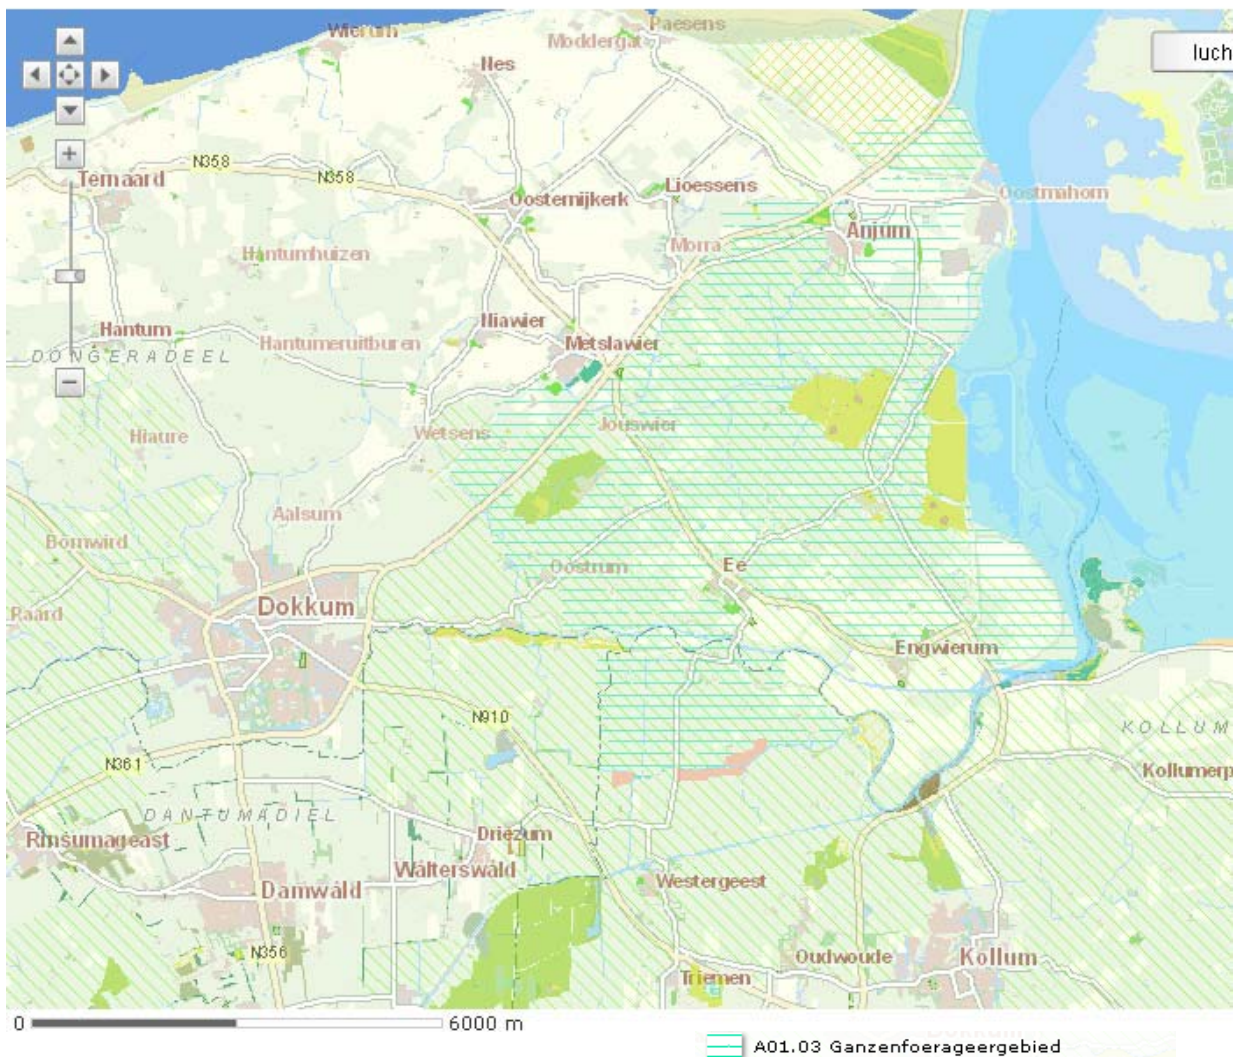 Paesens
Wierum
Moddergat
luch
Nes
N358
N358
Ternaard
Lioessens
Oostmahorn
Oosternijkerk
Anjum
Morra
Hantumhuizen
Niawier
Hantum
Hantumeruitburen
Metslawier
DONGERADEEL
Jouswier
Wetsens
Hiaure
Aalsum
Bornwird
Ee
Oostrum
Dokkum
Raard
Engwierum
N910
KOLLUM
N361
Kollumerp
DANTUMADIEL
Driezum
Rinsumageast
Wâlterswâld
Damwâld
Westergeest
N356
Oudwoude
Kollum
Triemen
0 6000 m
A01.03 Ganzenfoerageergebied